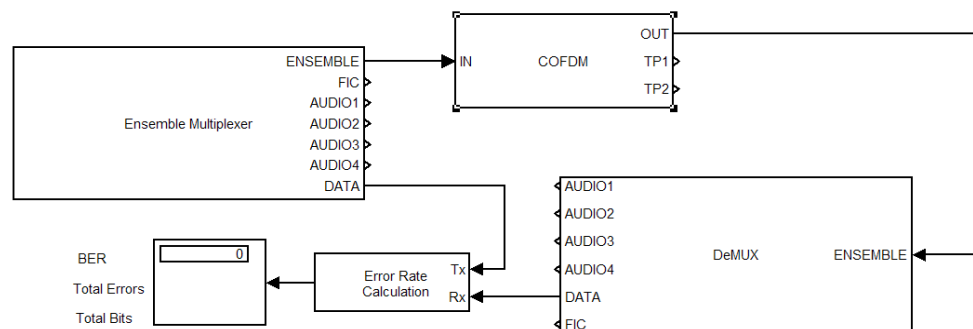 ENSEMBLE
FIC
AUDIO1
AUDIO2
AUDIO3
AUDIO4
DATA
Ensemble Multiplexer
IN
COFDM
OUT
TP1
TP2
AUDIO1
AUDIO2
AUDIO3
AUDIO4
DATA
FIC
DeMUX
ENSEMBLE
Tx
Rx
Error Rate
Calculation
0
BER
Total Errors
Total Bits